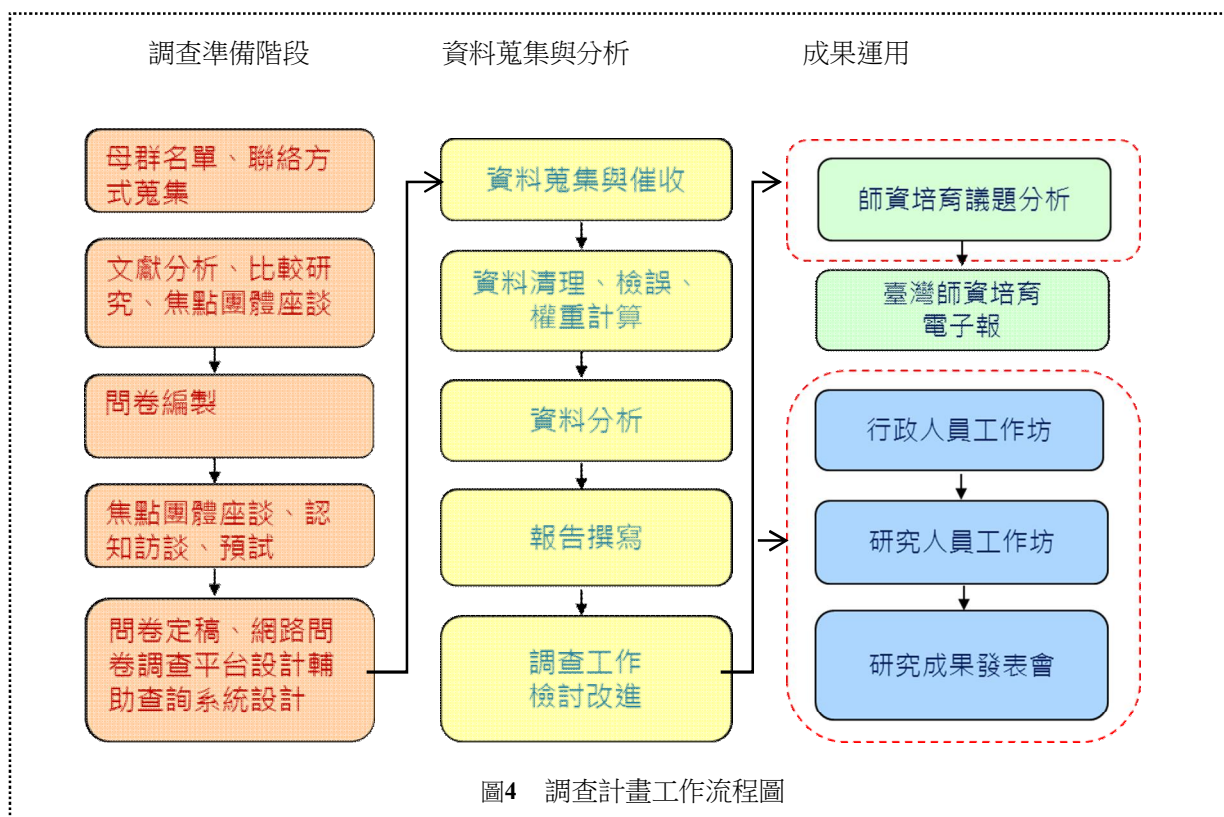 調查準備階段
資料蒐集與分析
成果運用
母群名單、聯絡方
式蒐集
文獻分析、比較研
究、焦點團體座談
問卷編製
焦點團體座談、認
知訪談、預試
問卷定稿、網路問
卷調查平台設計輔
助查詢系統設計
資料蒐集與催收
資料清理、檢誤、
權重計算
資料分析
報告撰寫
調查工作
檢討改進
師資培育議題分析
臺灣師資培育
電子報
行政人員工作坊
研究人員工作坊
研究成果發表會
圖4 調查計畫工作流程圖